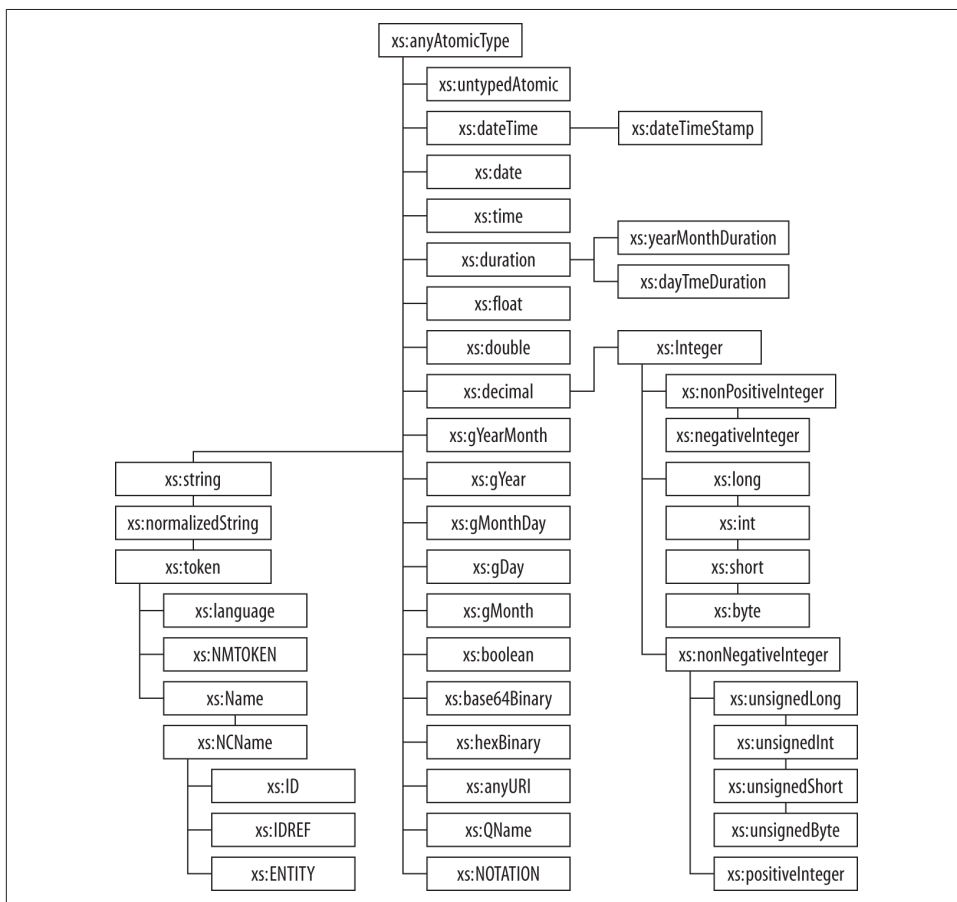 xs:anyAtomicType
xs:untypedAtomic
xs:dateTime
xs:dateTimeStamp
xs:date
xs:time
xs:duration
xs:yearMonthDuration
xs:dayTmeDuration
xs:float
xs:double
xs:decimal
xs:Integer
xs:nonPositiveInteger
xs:negativeInteger
xs:long
xs:int
xs:short
xs:byte
xs:nonNegativeInteger
xs:unsignedLong
xs:unsignedInt
xs:unsignedShort
xs:unsignedByte
xs:positiveInteger
xs:gYearMonth
xs:gYear
xs:gMonthDay
xs:gDay
xs:gMonth
xs:boolean
xs:base64Binary
xs:hexBinary
xs:anyURI
xs:QName
xs:NOTATION
xs:string
xs:normalizedString
xs:token
xs:language
xs:NMTOKEN
xs:Name
xs:NCName
xs:ID
xs:IDREF
xs:ENTITY